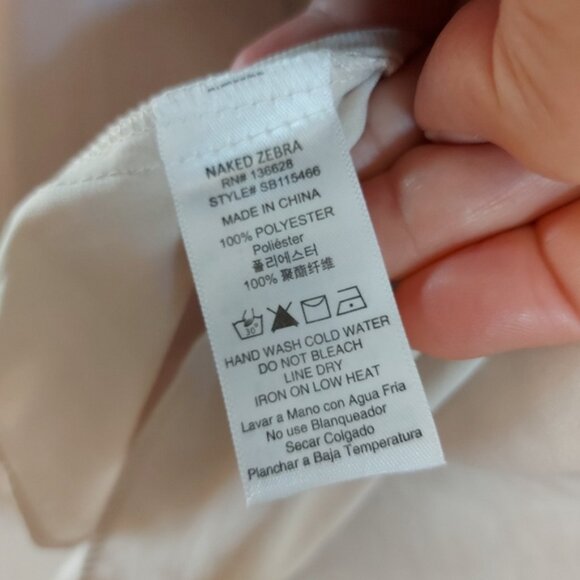 NAKED ZEBRA
RN# 136628
STYLE# SB115466
MADE IN CHINA
100% POLYESTER
Poliéster
폴리에스터
100% 聚酯纤维
30°
HAND WASH COLD WATER
DO NOT BLEACH
LINE DRY
IRON ON LOW HEAT
Lavar a Mano con Agua Fria
No use Blanqueador
Secar Colgado
Planchar a Baja Temperatura